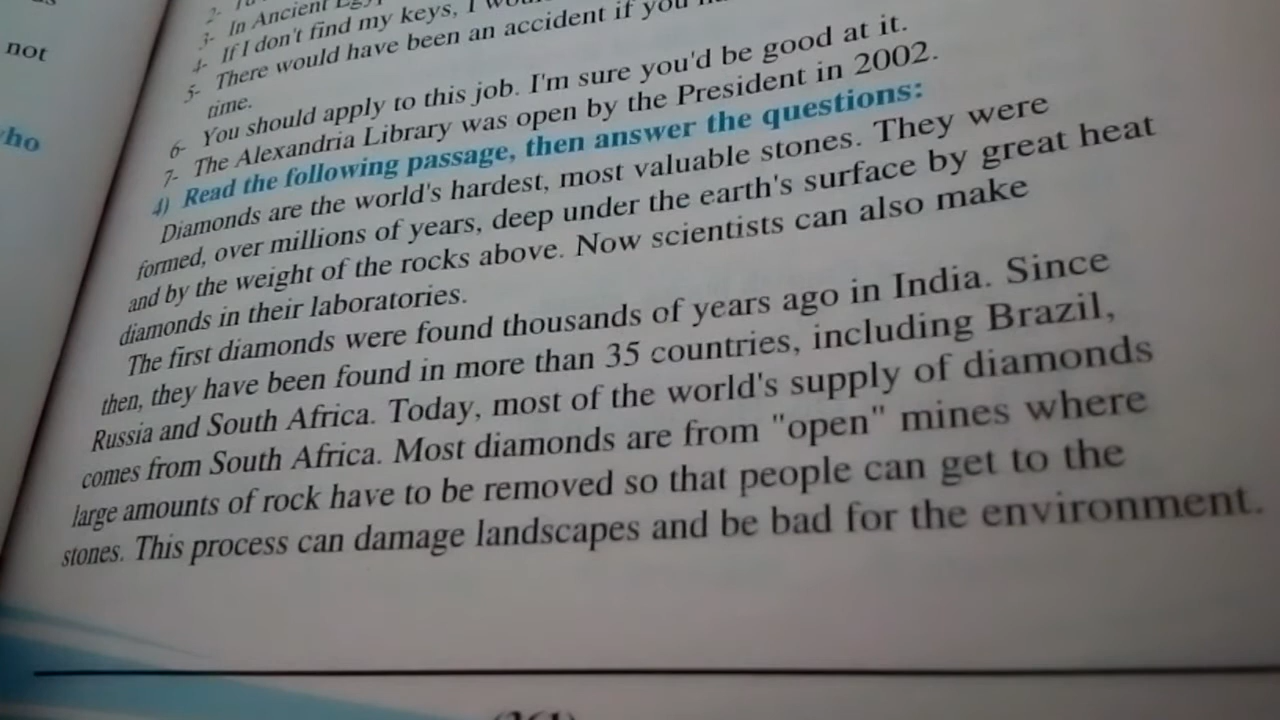 not
who
2-
3- In Ancient
4- If I don't find my keys, I
5- There would have been an accident if you
time.
6- You should apply to this job. I'm sure you'd be good at it.
7- The Alexandria Library was open by the President in 2002.
4) Read the following passage, then answer the questions:
Diamonds are the world's hardest, most valuable stones. They were
formed, over millions of years, deep under the earth's surface by great heat
and by the weight of the rocks above. Now scientists can also make
diamonds in their laboratories.
The first diamonds were found thousands of years ago in India. Since
then, they have been found in more than 35 countries, including Brazil,
Russia and South Africa. Today, most of the world's supply of diamonds
comes from South Africa. Most diamonds are from "open" mines where
large amounts of rock have to be removed so that people can get to the
stones. This process can damage landscapes and be bad for the environment.